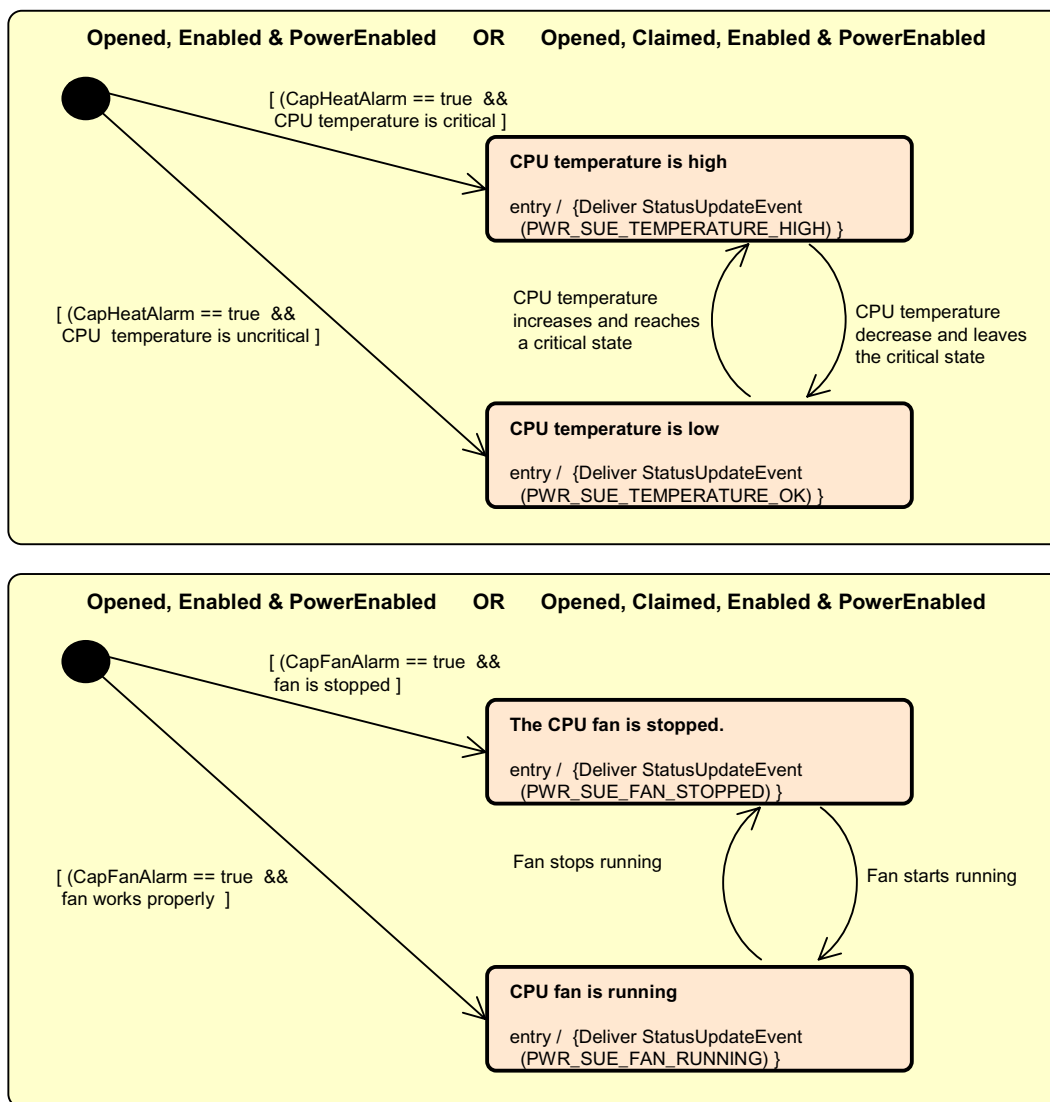 Opened, Enabled & PowerEnabled OR Opened, Claimed, Enabled & PowerEnabled
[ (CapHeatAlarm == true &&
CPU temperature is critical ]
CPU temperature is high
entry / {Deliver StatusUpdateEvent
(PWR_SUE_TEMPERATURE_HIGH) }
[ (CapHeatAlarm == true &&
CPU temperature is uncritical ]
CPU temperature
increases and reaches
a critical state
CPU temperature
decrease and leaves
the critical state
CPU temperature is low
entry / {Deliver StatusUpdateEvent
(PWR_SUE_TEMPERATURE_OK) }
Opened, Enabled & PowerEnabled OR Opened, Claimed, Enabled & PowerEnabled
[ (CapFanAlarm == true &&
fan is stopped ]
The CPU fan is stopped.
entry / {Deliver StatusUpdateEvent
(PWR_SUE_FAN_STOPPED) }
[ (CapFanAlarm == true &&
fan works properly ]
Fan stops running
Fan starts running
CPU fan is running
entry / {Deliver StatusUpdateEvent
(PWR_SUE_FAN_RUNNING) }